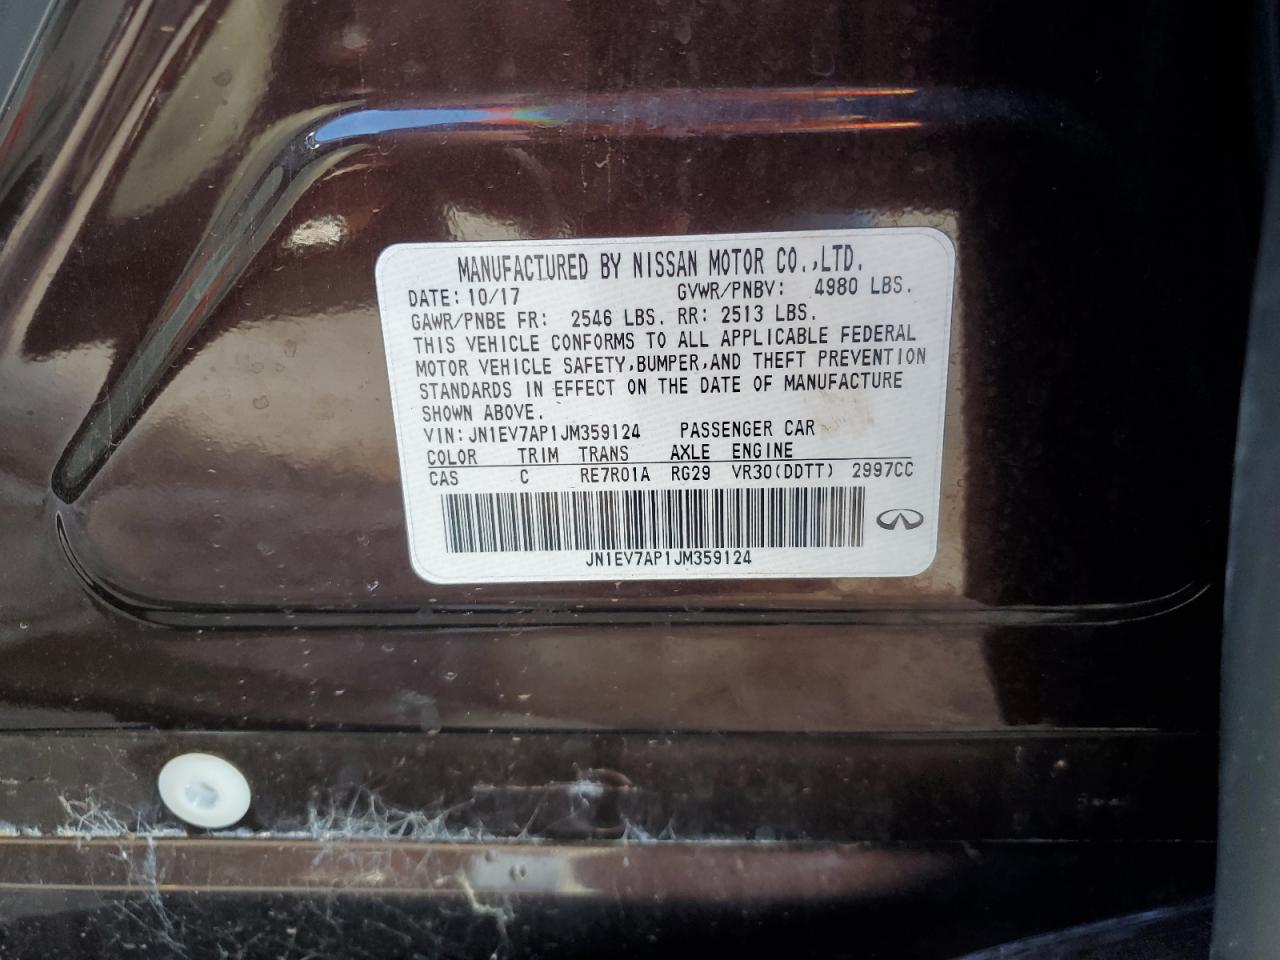 MANUFACTURED BY NISSAN MOTOR CO.,LTD.
DATE: 10/17 GVWR/PNBV: 4980 LBS.
GAWR/PNBE FR: 2546 LBS. RR: 2513 LBS.
THIS VEHICLE CONFORMS TO ALL APPLICABLE FEDERAL
MOTOR VEHICLE SAFETY,BUMPER,AND THEFT PREVENTION
STANDARDS IN EFFECT ON THE DATE OF MANUFACTURE
SHOWN ABOVE.
VIN:JN1EV7AP1JM359124 PASSENGER CAR
COLOR TRIM TRANS AXLE ENGINE
CAS C RE7R01A RG29 VR30(DDTT) 2997CC
JN1EV7AP1JM359124